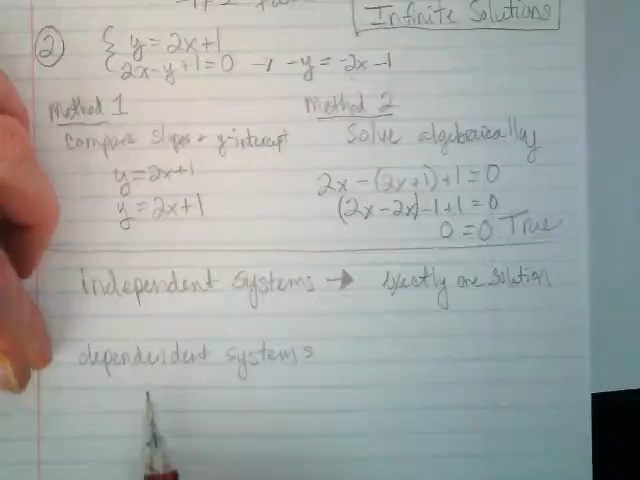 Infinite Solutions
② { y = 2x+1
2x-y+1=0 → -y = -2x -1
Method 1
Compare slopes + y-intercept
y=2x+1
y = 2x+1
Method 2
Solve algebraically
2x-(2x+1)+1=0
(2x-2x)-1+1=0
0=0 True
independent systems → exactly one solution
dependent systems